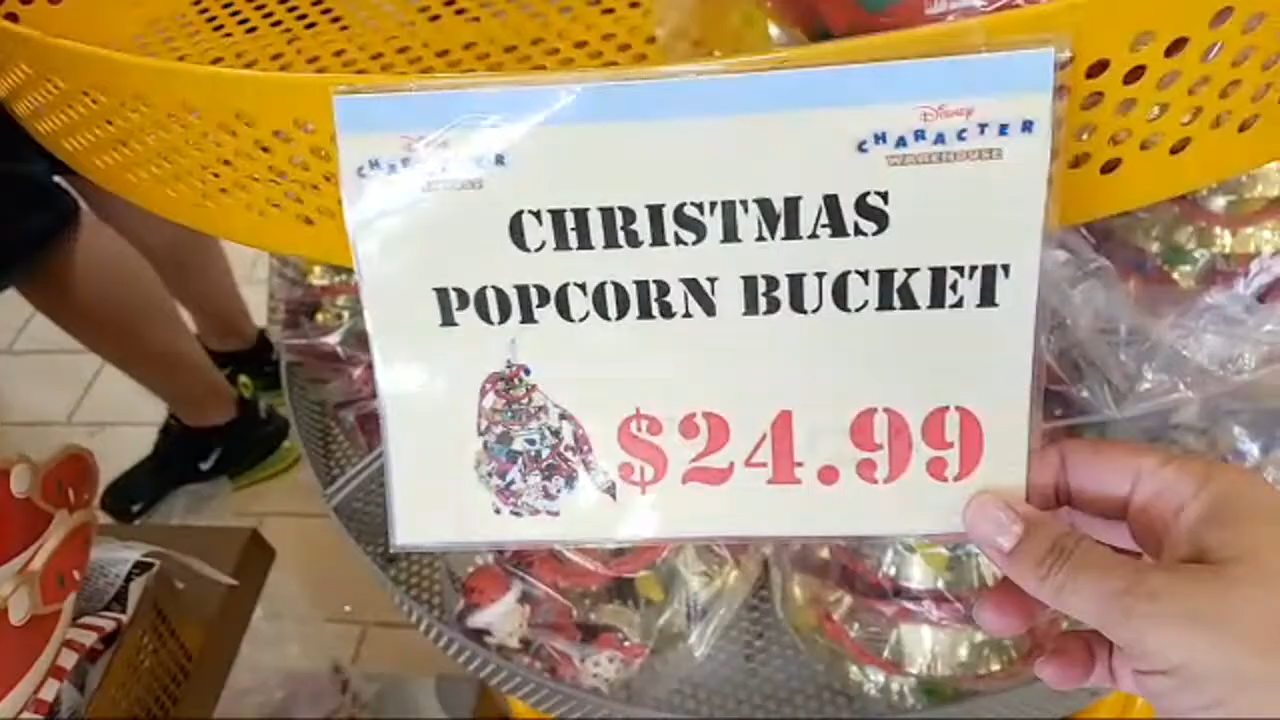 Disney
CHARACTER
WAREHOUSE
CHRISTMAS
POPCORN BUCKET
$24.99